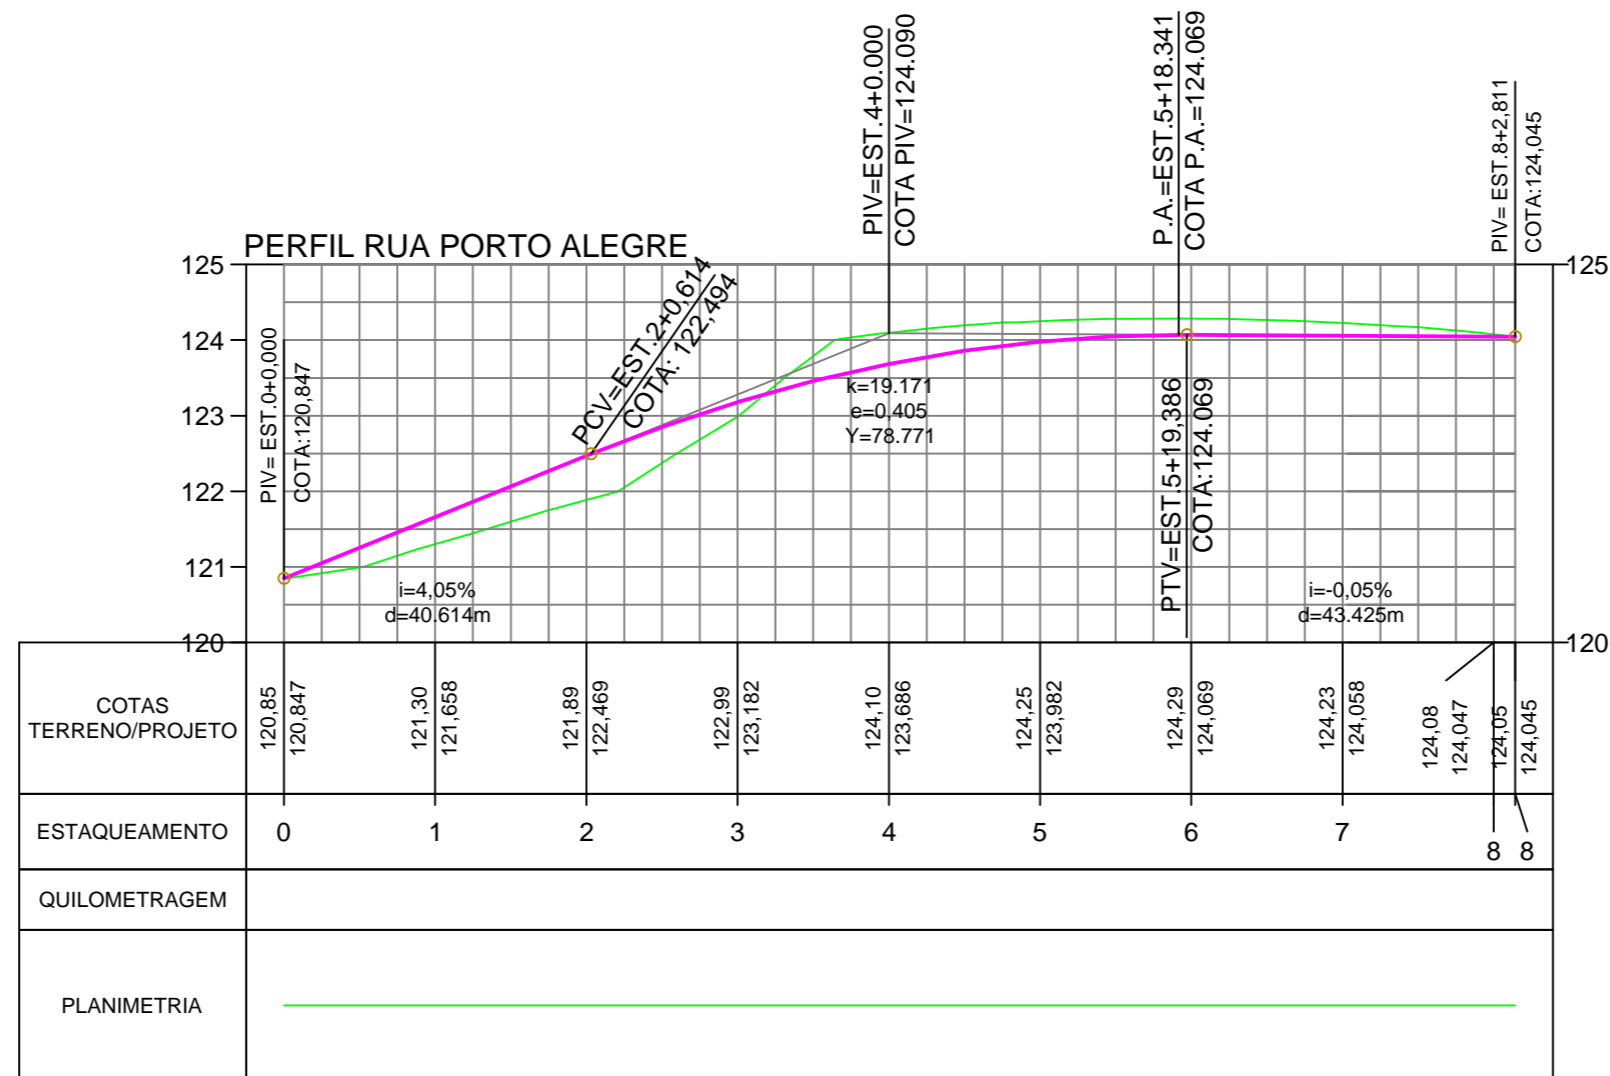 PIV=EST.4+0.000
COTA PIV=124.090
P.A.=EST.5+18.341
COTA P.A.=124.069
PIV= EST.8+2,811
COTA:124,045
PERFIL RUA PORTO ALEGRE
125
125
PCV=EST.2+0,614
COTA: 122,494
PIV= EST.0+0,000
COTA:120,847
124
123
122
121
120
120
k=19.171
e=0,405
Y=78.771
PTV=EST.5+19,386
COTA:124.069
i=4,05%
d=40.614m
i=-0,05%
d=43.425m
COTAS
TERRENO/PROJETO
120,85
120,847
121,30
121,658
121,89
122,469
122,99
123,182
124,10
123,686
124,25
123,982
124,29
124,069
124,23
124,058
124,08
124,047
124,05
124,045
ESTAQUEAMENTO
0 1 2 3 4 5 6 7 8 8
QUILOMETRAGEM
PLANIMETRIA